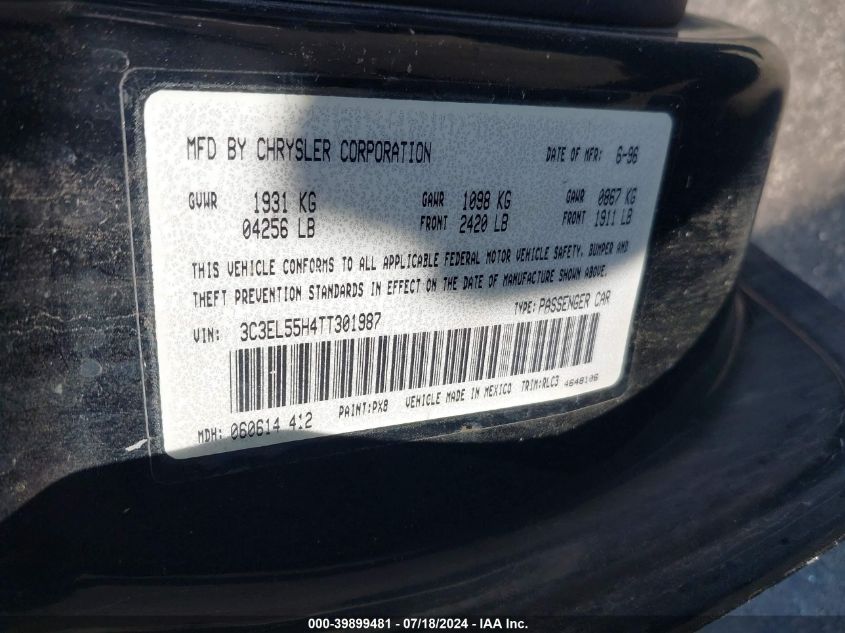 MFD BY CHRYSLER CORPORATION DATE OF MFR: 6-96
GVWR 1931 KG GAWR 1098 KG GAWR 0867 KG
04256 LB FRONT 2420 LB FRONT 1911 LB
THIS VEHICLE CONFORMS TO ALL APPLICABLE FEDERAL MOTOR VEHICLE SAFETY, BUMPER AND
THEFT PREVENTION STANDARDS IN EFFECT ON THE DATE OF MANUFACTURE SHOWN ABOVE.
VIN: 3C3EL55H4TT301987 TYPE: PASSENGER CAR
MDH: 060614 412 PAINT: PX8 VEHICLE MADE IN MEXICO TRIM: RLC3 4648106
000-39899481 - 07/18/2024 - IAA Inc.